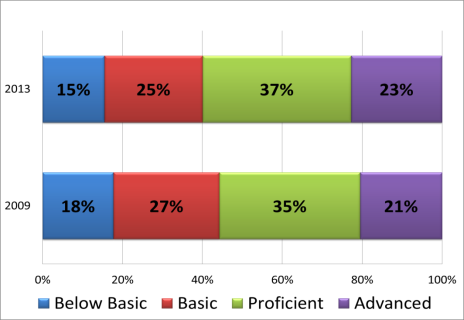 2013
15% 25% 37% 23%
2009
18% 27% 35% 21%
0% 20% 40% 60% 80% 100%
Below Basic Basic Proficient Advanced